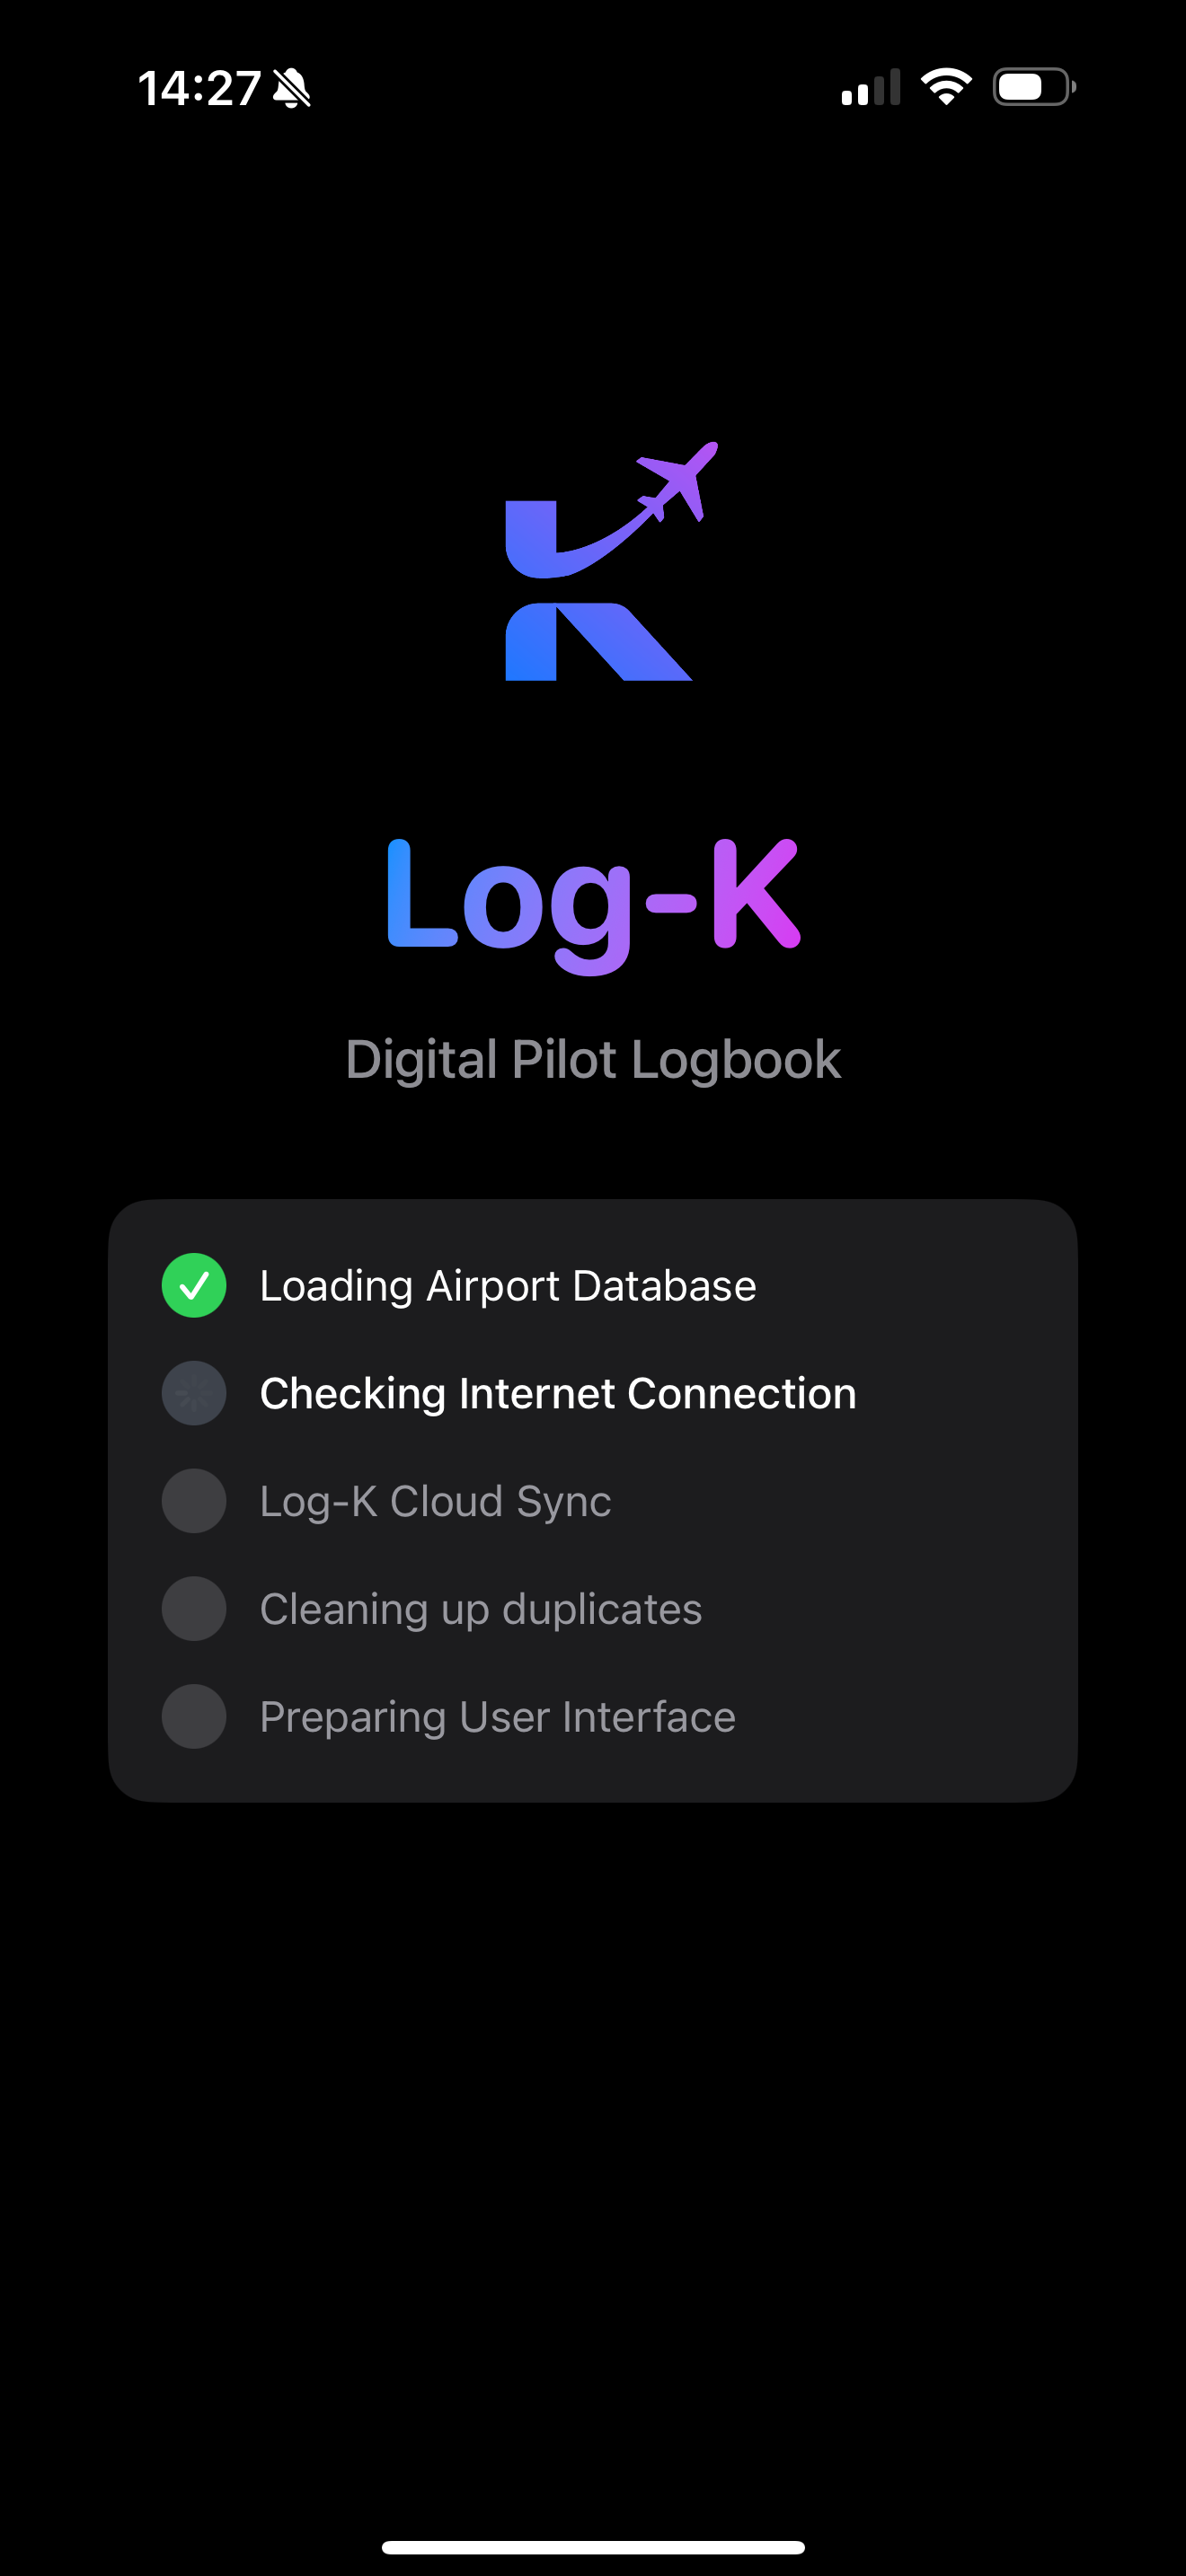 14:27
Log-K
Digital Pilot Logbook
Loading Airport Database
Checking Internet Connection
Log-K Cloud Sync
Cleaning up duplicates
Preparing User Interface